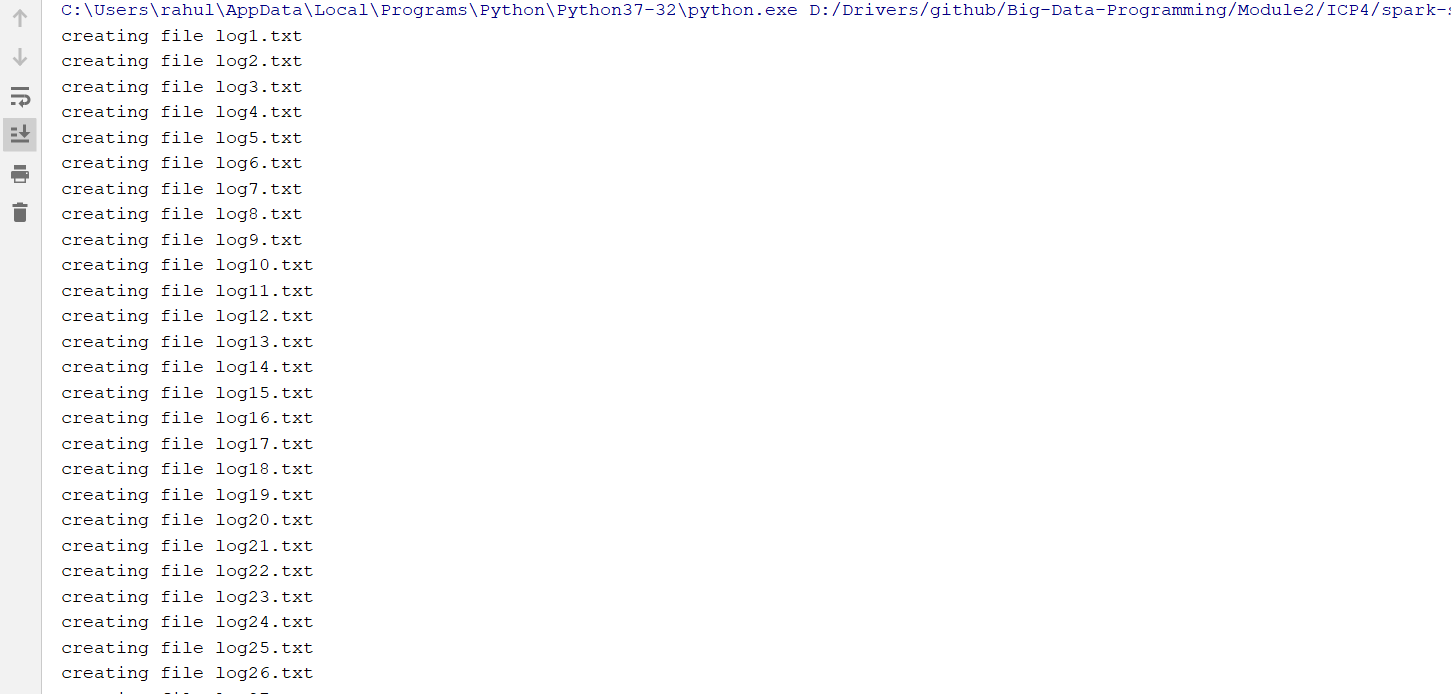 C:\Users\rahul\AppData\Local\Programs\Python\Python37-32\python.exe D:/Drivers/github/Big-Data-Programming/Module2/ICP4/spark-
creating file log1.txt
creating file log2.txt
creating file log3.txt
creating file log4.txt
creating file log5.txt
creating file log6.txt
creating file log7.txt
creating file log8.txt
creating file log9.txt
creating file log10.txt
creating file log11.txt
creating file log12.txt
creating file log13.txt
creating file log14.txt
creating file log15.txt
creating file log16.txt
creating file log17.txt
creating file log18.txt
creating file log19.txt
creating file log20.txt
creating file log21.txt
creating file log22.txt
creating file log23.txt
creating file log24.txt
creating file log25.txt
creating file log26.txt